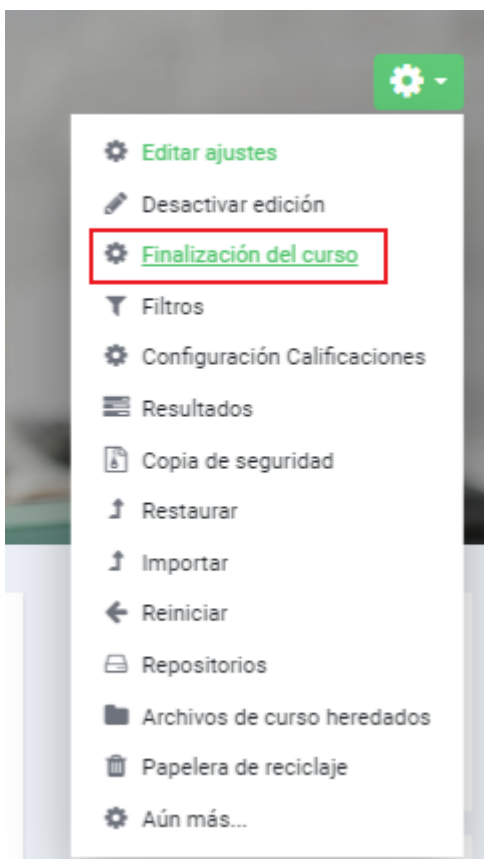 Editar ajustes
Desactivar edición
Finalización del curso
Filtros
Configuración Calificaciones
Resultados
Copia de seguridad
Restaurar
Importar
Reiniciar
Repositorios
Archivos de curso heredados
Papelera de reciclaje
Aún más...